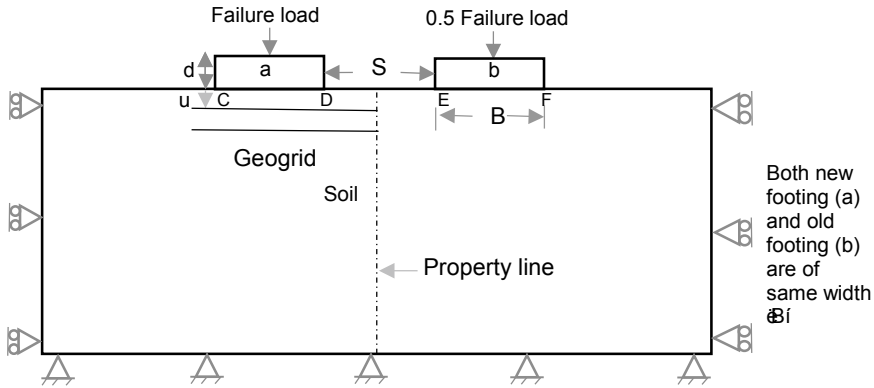 Failure load
0.5 Failure load
d
a
S
b
u
C
D
E
F
B
Geogrid
Soil
Property line
Both new
footing (a)
and old
footing (b)
are of
same width